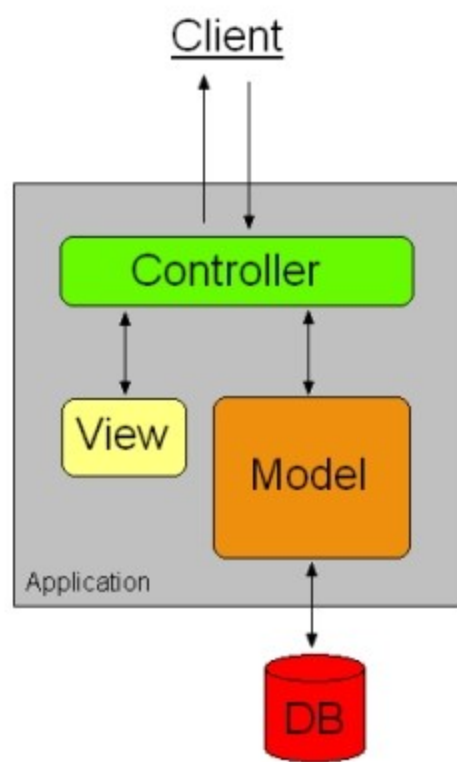 Client
Controller
View
Model
Application
DB